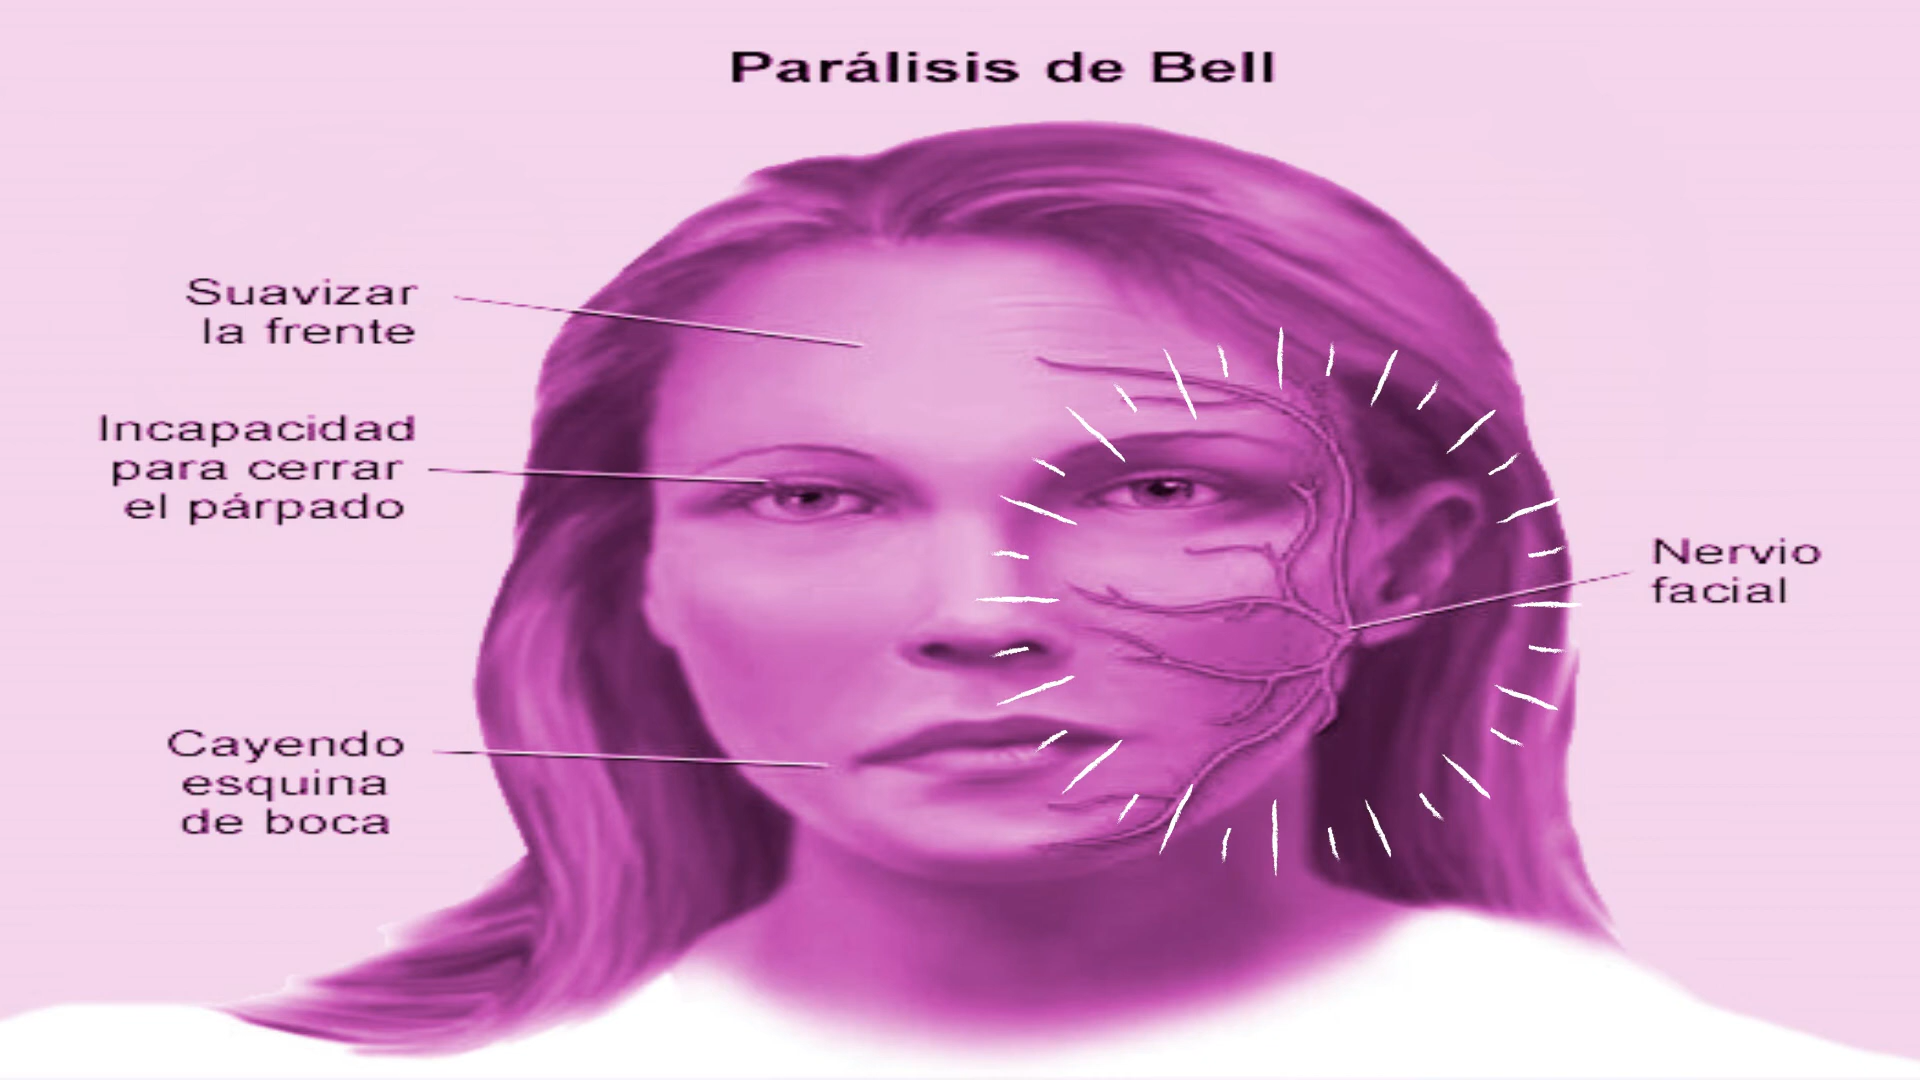 Parálisis de Bell
Suavizar
la frente
Incapacidad
para cerrar
el párpado
Nervio
facial
Cayendo
esquina
de boca